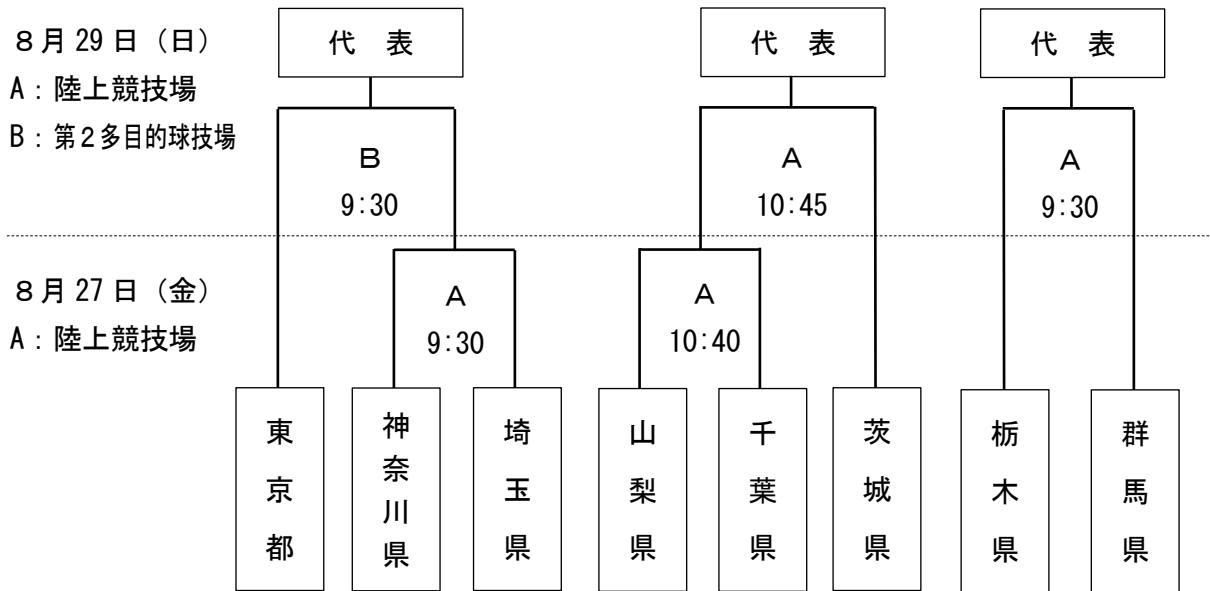 ８月29日（日）
A：陸上競技場
B：第２多目的球技場
代　表
代　表
代　表
Ｂ
9:30
Ａ
10:45
Ａ
9:30
８月27日（金）
A：陸上競技場
Ａ
9:30
Ａ
10:40
東京都
神奈川県
埼玉県
山梨県
千葉県
茨城県
栃木県
群馬県